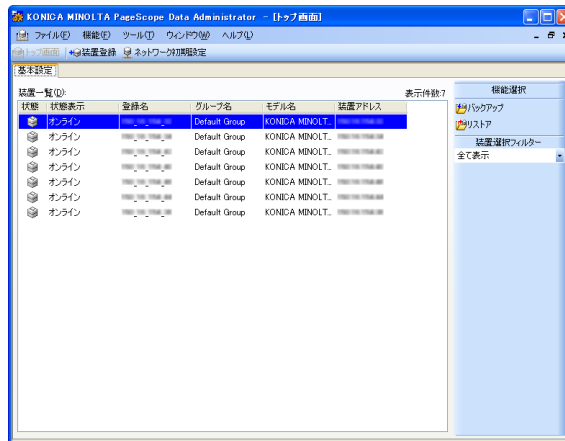 KONICA MINOLTA PageScope Data Administrator - [トップ画面]
ファイル(F) 機能(E) ツール(T) ウィンドウ(W) ヘルプ(L)
トップ画面 装置登録 ネットワーク初期設定
基本設定
装置一覧(D): 表示件数:7
状態 状態表示 登録名 グループ名 モデル名 装置アドレス
オンライン Default Group KONICA MINOLT...
オンライン Default Group KONICA MINOLT...
オンライン Default Group KONICA MINOLT...
オンライン Default Group KONICA MINOLT...
オンライン Default Group KONICA MINOLT...
オンライン Default Group KONICA MINOLT...
オンライン Default Group KONICA MINOLT...
機能選択
バックアップ
リストア
装置選択フィルター
全て表示